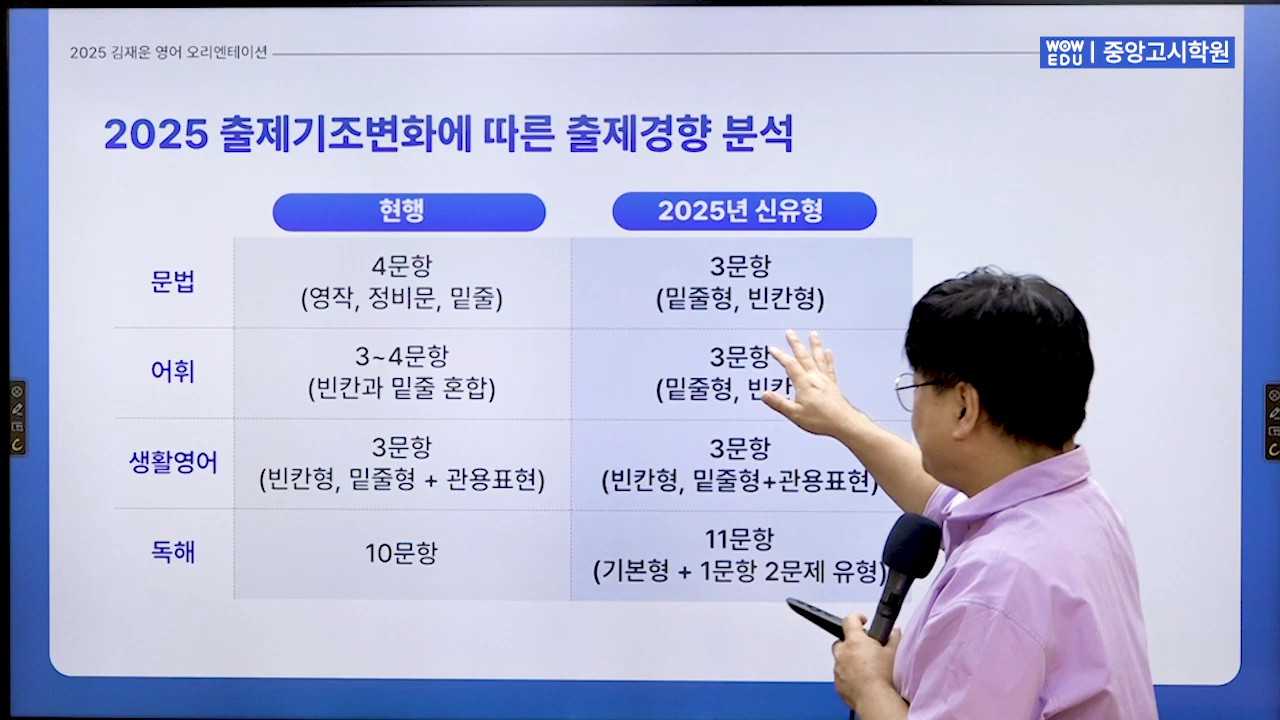 2025 김재운 영어 오리엔테이션
WOW EDU | 중앙고시학원
2025 출제기조변화에 따른 출제경향 분석
현행
2025년 신유형
문법
4문항
(영작, 정비문, 밑줄)
3문항
(밑줄형, 빈칸형)
어휘
3~4문항
(빈칸과 밑줄 혼합)
3문항
(밑줄형, 빈칸
생활영어
3문항
(빈칸형, 밑줄형 + 관용표현)
3문항
(빈칸형, 밑줄형+관용표현)
독해
10문항
11문항
(기본형 + 1문항 2문제 유형)